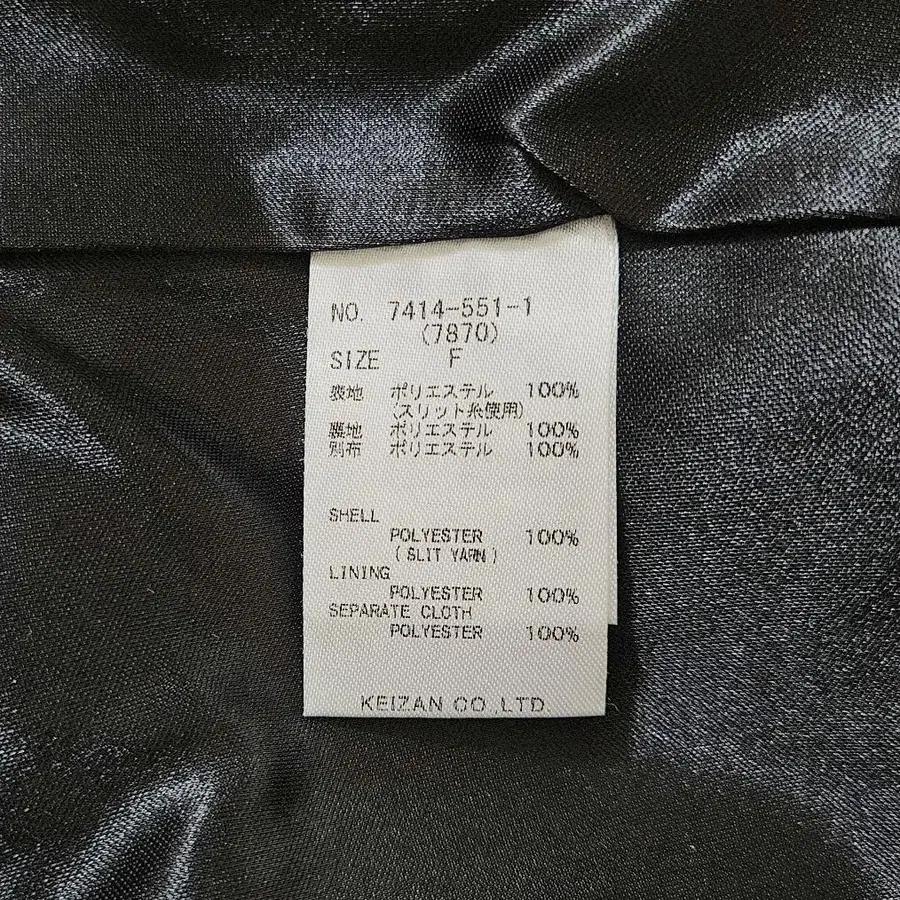 NO. 7414-551-1
(7870)
SIZE F
表地 ポリエステル 100%
(スリット糸使用)
裏地 ポリエステル 100%
別布 ポリエステル 100%
SHELL
POLYESTER 100%
( SLIT YARN )
LINING
POLYESTER 100%
SEPARATE CLOTH
POLYESTER 100%
KEIZAN CO.,LTD.